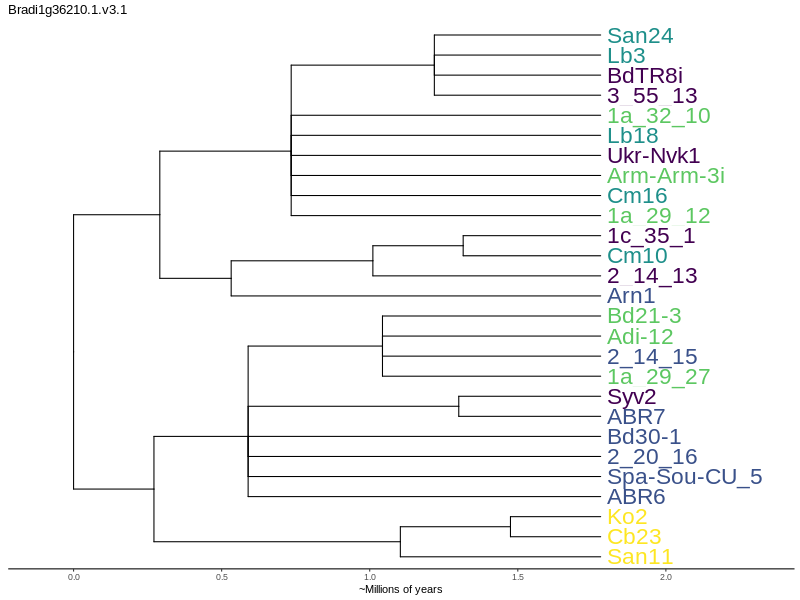 Bradi1g36210.1.v3.1
San24
Lb3
BdTR8i
3_55_13
1a_32_10
Lb18
Ukr-Nvk1
Arm-Arm-3i
Cm16
1a_29_12
1c_35_1
Cm10
2_14_13
Arn1
Bd21-3
Adi-12
2_14_15
1a_29_27
Syv2
ABR7
Bd30-1
2_20_16
Spa-Sou-CU_5
ABR6
Ko2
Cb23
San11
0.0 0.5 1.0 1.5 2.0
~Millions of years